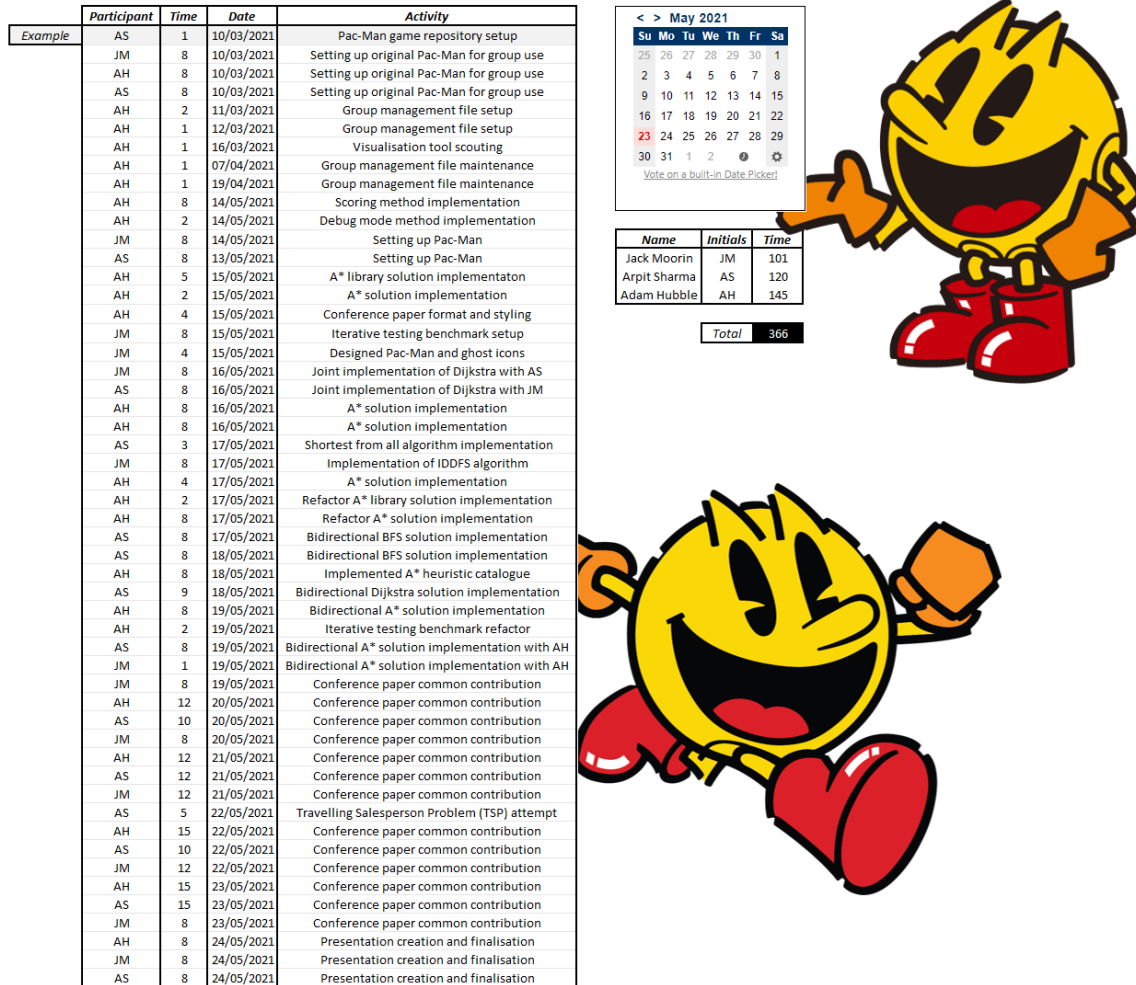 Participant Time Date Activity
Example AS 1 10/03/2021 Pac-Man game repository setup
JM 8 10/03/2021 Setting up original Pac-Man for group use
AH 8 10/03/2021 Setting up original Pac-Man for group use
AS 8 10/03/2021 Setting up original Pac-Man for group use
AH 2 11/03/2021 Group management file setup
AH 1 12/03/2021 Group management file setup
AH 1 16/03/2021 Visualisation tool scouting
AH 1 07/04/2021 Group management file maintenance
AH 1 19/04/2021 Group management file maintenance
AH 8 14/05/2021 Scoring method implementation
AH 2 14/05/2021 Debug mode method implementation
JM 8 14/05/2021 Setting up Pac-Man
AS 8 13/05/2021 Setting up Pac-Man
AH 5 15/05/2021 A* library solution implementaton
AH 2 15/05/2021 A* solution implementation
AH 4 15/05/2021 Conference paper format and styling
JM 8 15/05/2021 Iterative testing benchmark setup
JM 4 15/05/2021 Designed Pac-Man and ghost icons
JM 8 16/05/2021 Joint implementation of Dijkstra with AS
AS 8 16/05/2021 Joint implementation of Dijkstra with JM
AH 8 16/05/2021 A* solution implementation
AH 8 16/05/2021 A* solution implementation
AS 3 17/05/2021 Shortest from all algorithm implementation
JM 8 17/05/2021 Implementation of IDDFS algorithm
AH 4 17/05/2021 A* solution implementation
AH 2 17/05/2021 Refactor A* library solution implementation
AH 8 17/05/2021 Refactor A* solution implementation
AS 8 17/05/2021 Bidirectional BFS solution implementation
AS 8 18/05/2021 Bidirectional BFS solution implementation
AH 8 18/05/2021 Implemented A* heuristic catalogue
AS 9 18/05/2021 Bidirectional Dijkstra solution implementation
AH 8 19/05/2021 Bidirectional A* solution implementation
AH 2 19/05/2021 Iterative testing benchmark refactor
AS 8 19/05/2021 Bidirectional A* solution implementation with AH
JM 1 19/05/2021 Bidirectional A* solution implementation with AH
JM 8 19/05/2021 Conference paper common contribution
AH 12 20/05/2021 Conference paper common contribution
AS 10 20/05/2021 Conference paper common contribution
JM 8 20/05/2021 Conference paper common contribution
AH 12 21/05/2021 Conference paper common contribution
AS 12 21/05/2021 Conference paper common contribution
JM 12 21/05/2021 Conference paper common contribution
AS 5 22/05/2021 Travelling Salesperson Problem (TSP) attempt
AH 15 22/05/2021 Conference paper common contribution
AS 10 22/05/2021 Conference paper common contribution
JM 12 22/05/2021 Conference paper common contribution
AH 15 23/05/2021 Conference paper common contribution
AS 15 23/05/2021 Conference paper common contribution
JM 8 23/05/2021 Conference paper common contribution
AH 8 24/05/2021 Presentation creation and finalisation
JM 8 24/05/2021 Presentation creation and finalisation
AS 8 24/05/2021 Presentation creation and finalisation
< > May 2021
Su Mo Tu We Th Fr Sa
25 26 27 28 29 30 1
2 3 4 5 6 7 8
9 10 11 12 13 14 15
16 17 18 19 20 21 22
23 24 25 26 27 28 29
30 31 1 2
Vote on a built-in Date Picker!
Name Initials Time
Jack Moorin JM 101
Arpit Sharma AS 120
Adam Hubble AH 145
Total 366